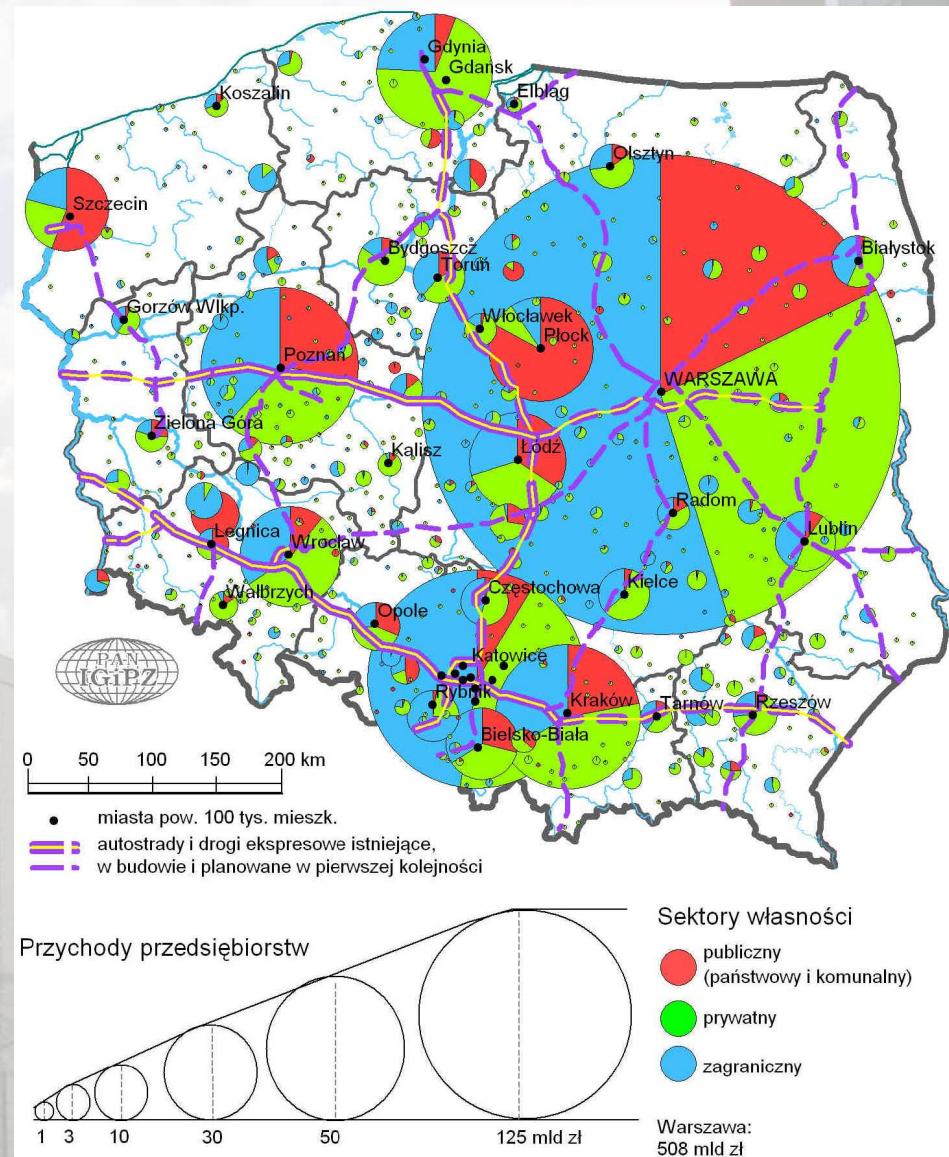 Gdynia
Gdańsk
Koszalin
Elbląg
Olsztyn
Szczecin
Bydgoszcz
Białystok
Toruń
Gorzów Wlkp.
Włocławek
Płock
Poznań
WARSZAWA
Zielona Góra
Kalisz
Łódź
Radom
Legnica
Wrocław
Lublin
Wałbrzych
Częstochowa
Kielce
Opole
Katowice
Rybnik
Kraków
Tarnów
Rzeszów
Bielsko-Biała
PAN
IGiPZ
0 50 100 150 200 km
miasta pow. 100 tys. mieszk.
autostrady i drogi ekspresowe istniejące,
w budowie i planowane w pierwszej kolejności
Przychody przedsiębiorstw
1 3 10 30 50 125 mld zł
Sektory własności
publiczny
(państwowy i komunalny)
prywatny
zagraniczny
Warszawa:
508 mld zł